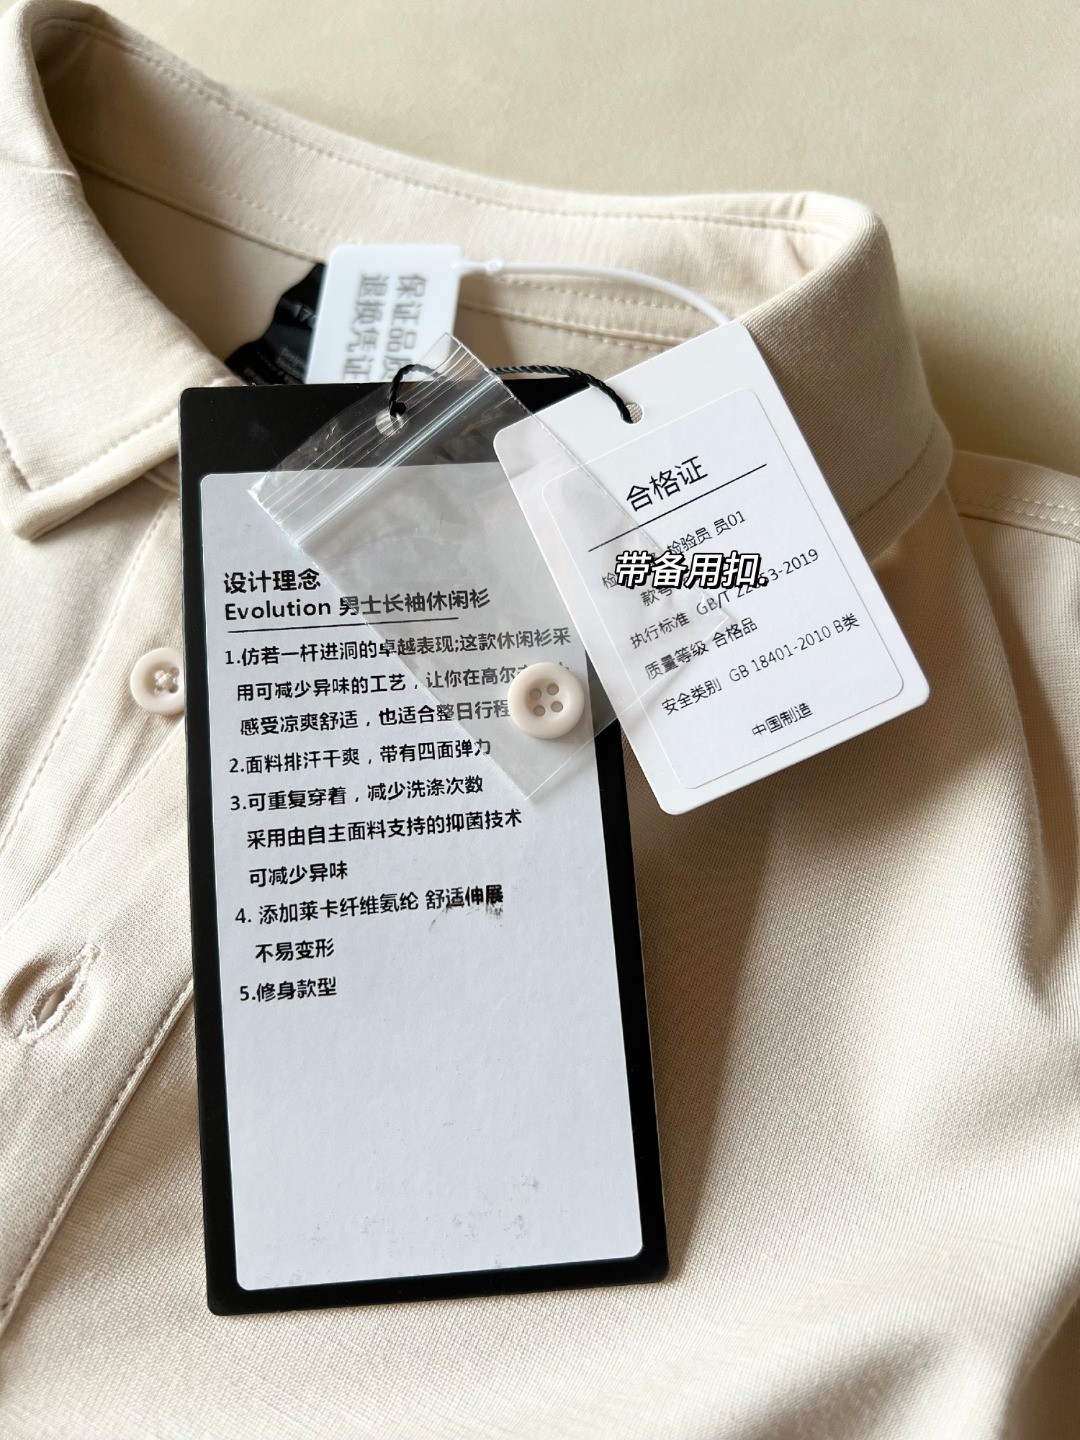 保证品质
退换凭证
170
设计理念
Evolution 男士长袖休闲衫
1.仿若一杆进洞的卓越表现;这款休闲衫采
用可减少异味的工艺，让你在高尔
感受凉爽舒适，也适合整日行程
2.面料排汗干爽，带有四面弹力
3.可重复穿着，减少洗涤次数
采用由自主面料支持的抑菌技术
可减少异味
4. 添加莱卡纤维氨纶 舒适伸展
不易变形
5.修身款型
合格证
检验员 员01
款号
带备用扣。
执行标准 GB/T 22 53-2019
质量等级 合格品
安全类别 GB 18401-2010 B类
中国制造